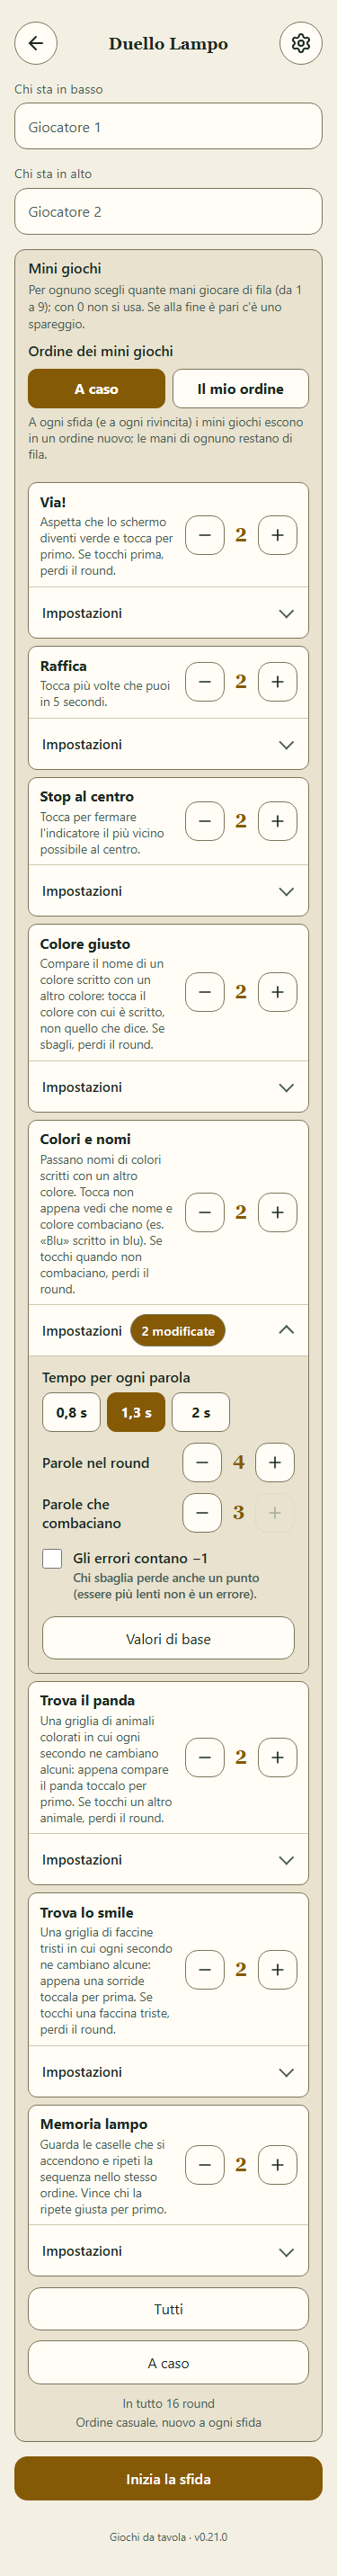 Duello Lampo
Chi sta in basso
Giocatore 1
Chi sta in alto
Giocatore 2
Mini giochi
Per ognuno scegli quante mani giocare di fila (da 1
a 9); con 0 non si usa. Se alla fine è pari c'è uno
spareggio.
Ordine dei mini giochi
A caso
Il mio ordine
A ogni sfida (e a ogni rivincita) i mini giochi escono
in un ordine nuovo; le mani di ognuno restano di
fila.
Via!
Aspetta che lo schermo
diventi verde e tocca per
primo. Se tocchi prima,
perdi il round.
− 2 +
Impostazioni
Raffica
Tocca più volte che puoi
in 5 secondi.
− 2 +
Impostazioni
Stop al centro
Tocca per fermare
l'indicatore il più vicino
possibile al centro.
− 2 +
Impostazioni
Colore giusto
Compare il nome di un
colore scritto con un
altro colore: tocca il
colore con cui è scritto,
non quello che dice. Se
sbagli, perdi il round.
− 2 +
Impostazioni
Colori e nomi
Passano nomi di colori
scritti con un altro
colore. Tocca non
appena vedi che nome e
colore combaciano (es.
«Blu» scritto in blu). Se
tocchi quando non
combaciano, perdi il
round.
− 2 +
Impostazioni 2 modificate
Tempo per ogni parola
0,8 s 1,3 s 2 s
Parole nel round − 4 +
Parole che
combaciano
− 3 +
Gli errori contano −1
Chi sbaglia perde anche un punto
(essere più lenti non è un errore).
Valori di base
Trova il panda
Una griglia di animali
colorati in cui ogni
secondo ne cambiano
alcuni: appena compare
il panda toccalo per
primo. Se tocchi un altro
animale, perdi il round.
− 2 +
Impostazioni
Trova lo smile
Una griglia di faccine
tristi in cui ogni secondo
ne cambiano alcune:
appena una sorride
toccala per prima. Se
tocchi una faccina triste,
perdi il round.
− 2 +
Impostazioni
Memoria lampo
Guarda le caselle che si
accendono e ripeti la
sequenza nello stesso
ordine. Vince chi la
ripete giusta per primo.
− 2 +
Impostazioni
Tutti
A caso
In tutto 16 round
Ordine casuale, nuovo a ogni sfida
Inizia la sfida
Giochi da tavola · v0.21.0